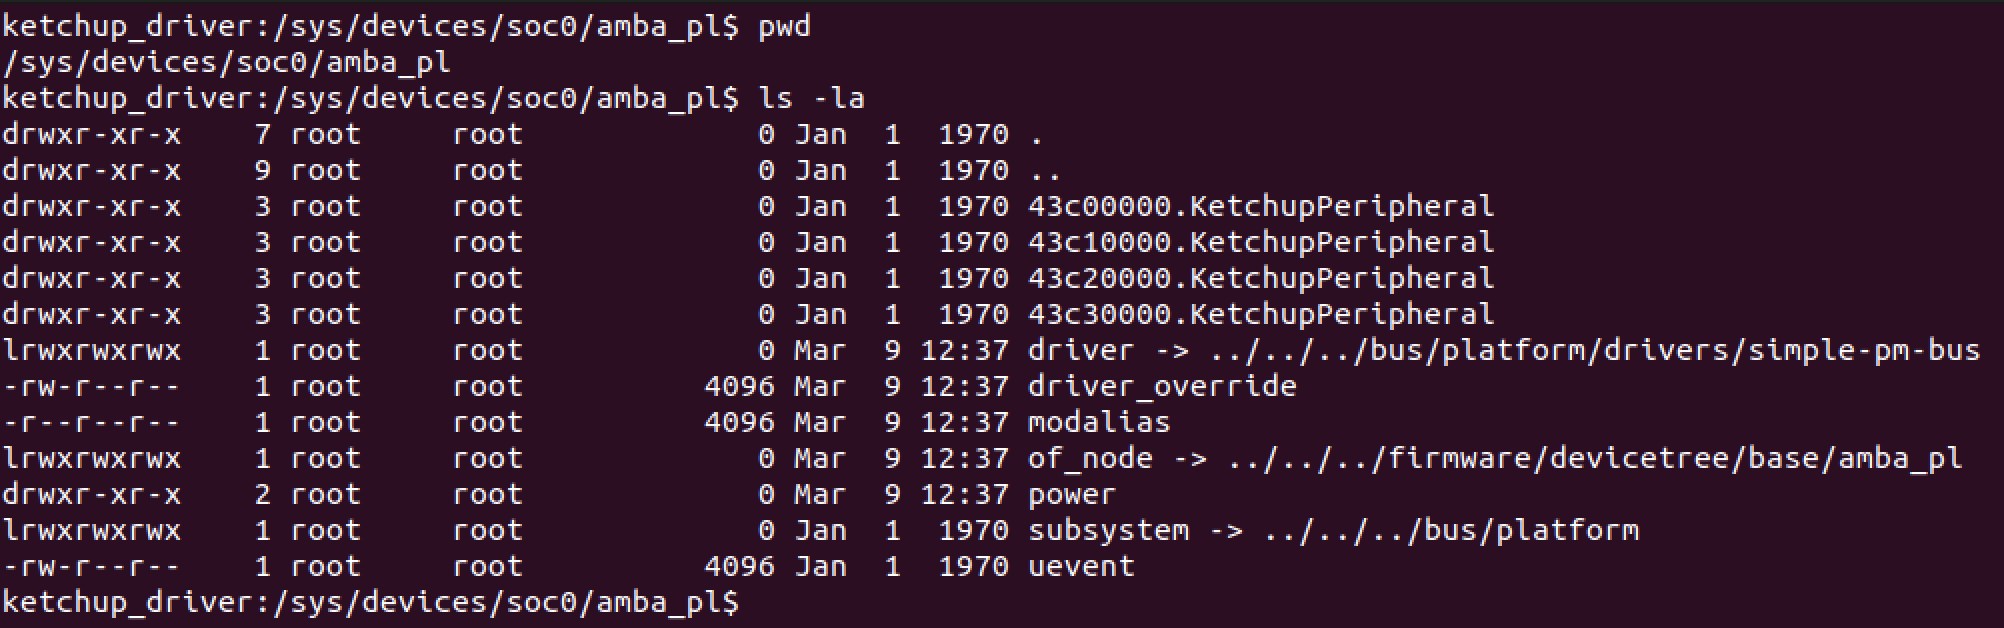 ketchup_driver:/sys/devices/soc0/amba_pl$ pwd
/sys/devices/soc0/amba_pl
ketchup_driver:/sys/devices/soc0/amba_pl$ ls -la
drwxr-xr-x    7 root     root             0 Jan  1  1970 .
drwxr-xr-x    9 root     root             0 Jan  1  1970 ..
drwxr-xr-x    3 root     root             0 Jan  1  1970 43c00000.KetchupPeripheral
drwxr-xr-x    3 root     root             0 Jan  1  1970 43c10000.KetchupPeripheral
drwxr-xr-x    3 root     root             0 Jan  1  1970 43c20000.KetchupPeripheral
drwxr-xr-x    3 root     root             0 Jan  1  1970 43c30000.KetchupPeripheral
lrwxrwxrwx    1 root     root             0 Mar  9 12:37 driver -> ../../../bus/platform/drivers/simple-pm-bus
-rw-r--r--    1 root     root          4096 Mar  9 12:37 driver_override
-r--r--r--    1 root     root          4096 Mar  9 12:37 modalias
lrwxrwxrwx    1 root     root             0 Mar  9 12:37 of_node -> ../../../firmware/devicetree/base/amba_pl
drwxr-xr-x    2 root     root             0 Mar  9 12:37 power
lrwxrwxrwx    1 root     root             0 Jan  1  1970 subsystem -> ../../../bus/platform
-rw-r--r--    1 root     root          4096 Jan  1  1970 uevent
ketchup_driver:/sys/devices/soc0/amba_pl$